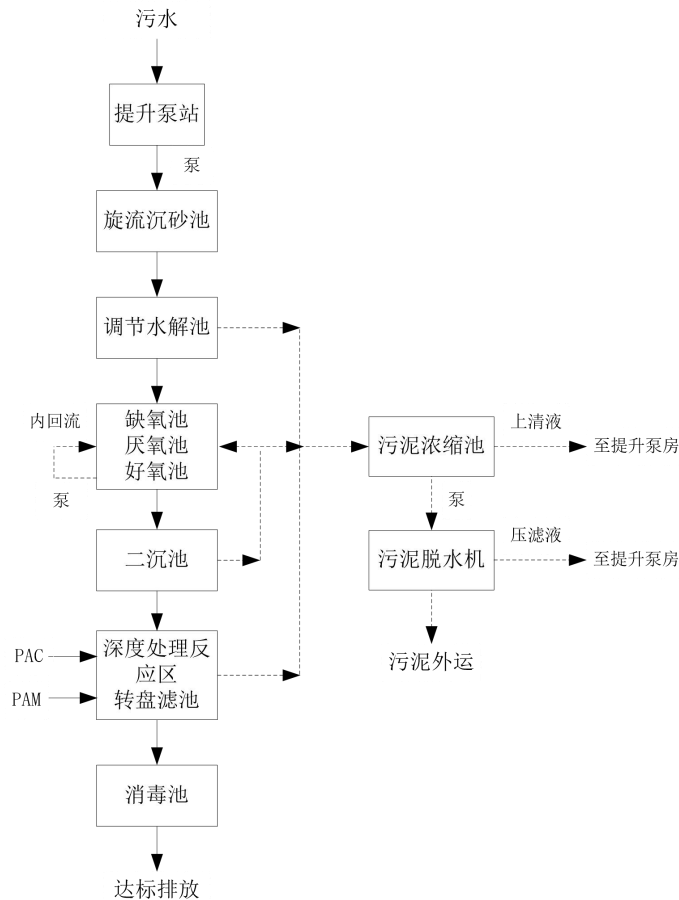 污水
提升泵站
泵
旋流沉砂池
调节水解池
内回流
缺氧池
厌氧池
好氧池
泵
二沉池
PAC
PAM
深度处理反
应区
转盘滤池
消毒池
达标排放
污泥浓缩池
上清液
至提升泵房
泵
污泥脱水机
压滤液
至提升泵房
污泥外运